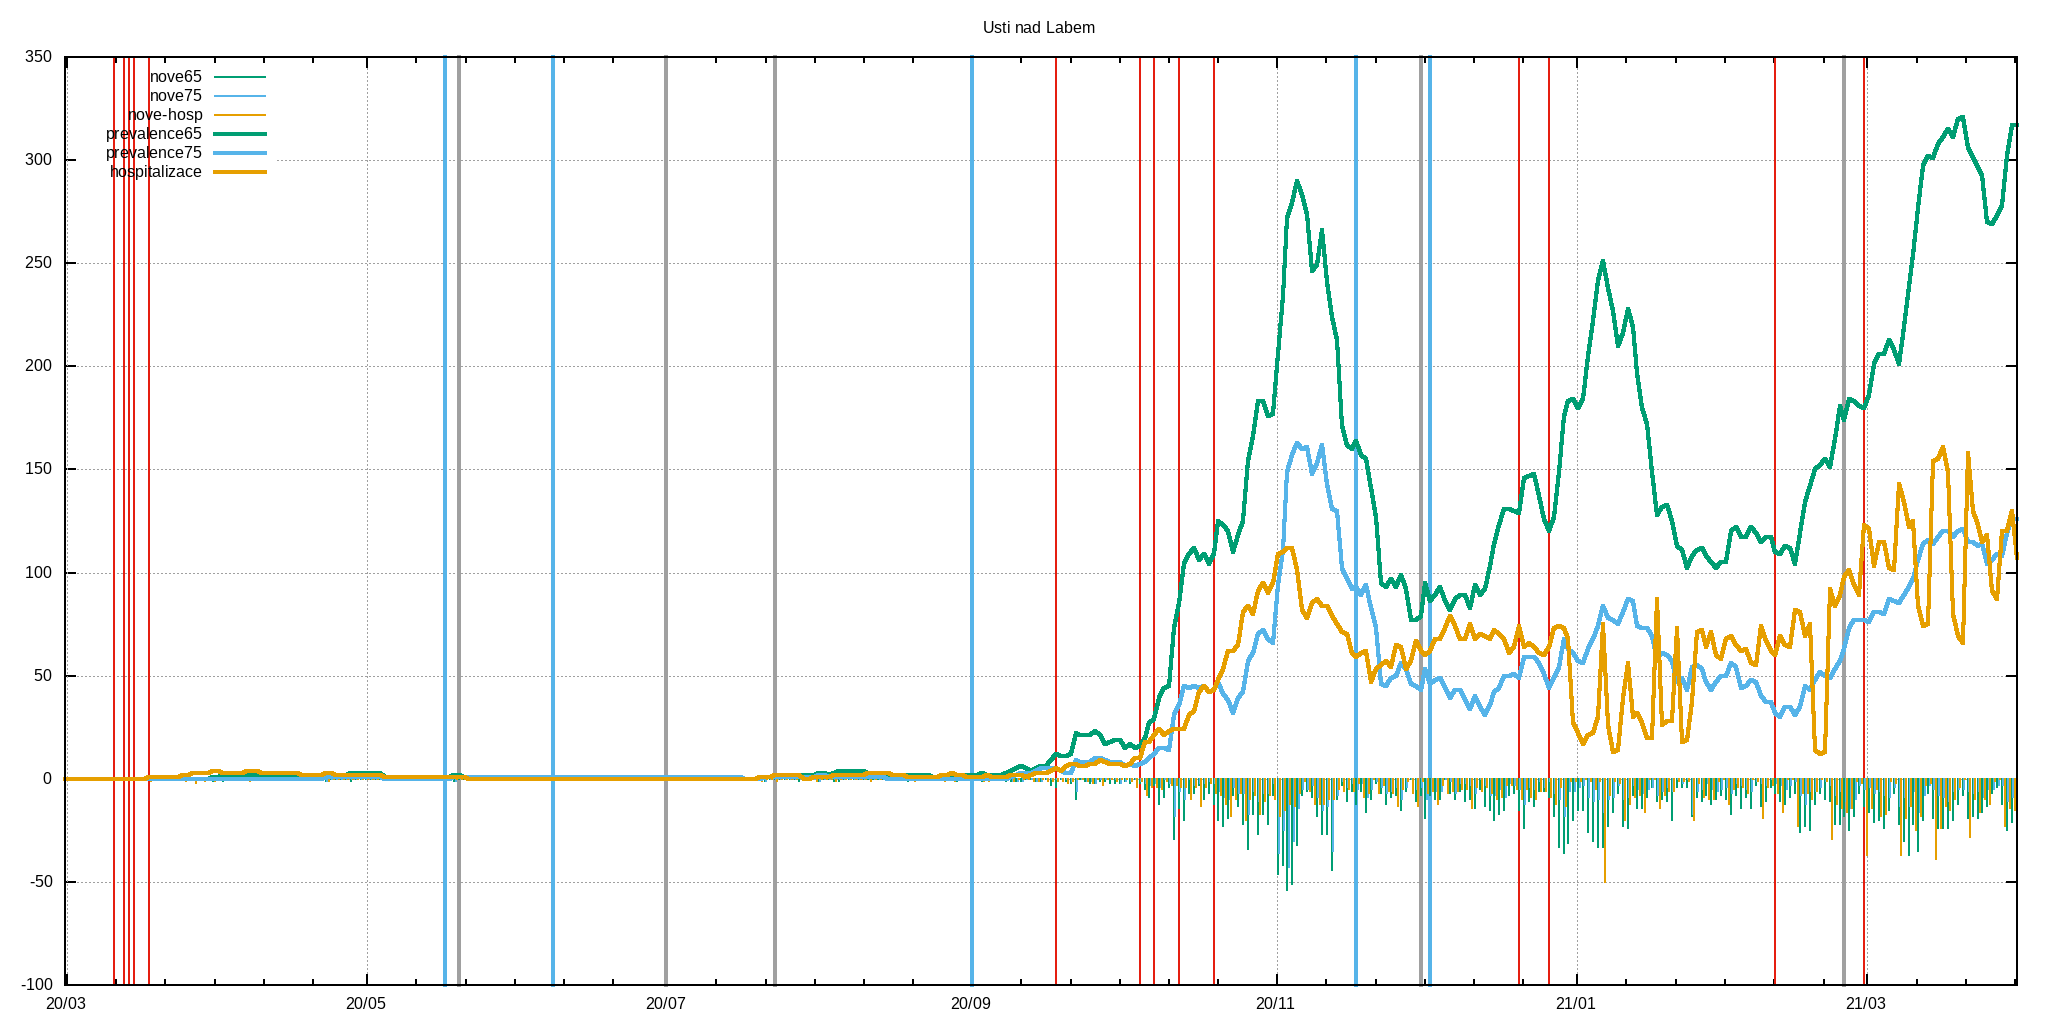 Usti nad Labem
350
300
250
200
150
100
50
0
-50
-100
nove65
nove75
nove-hosp
prevalence65
prevalence75
hospitalizace
20/03 20/05 20/07 20/09 20/11 21/01 21/03